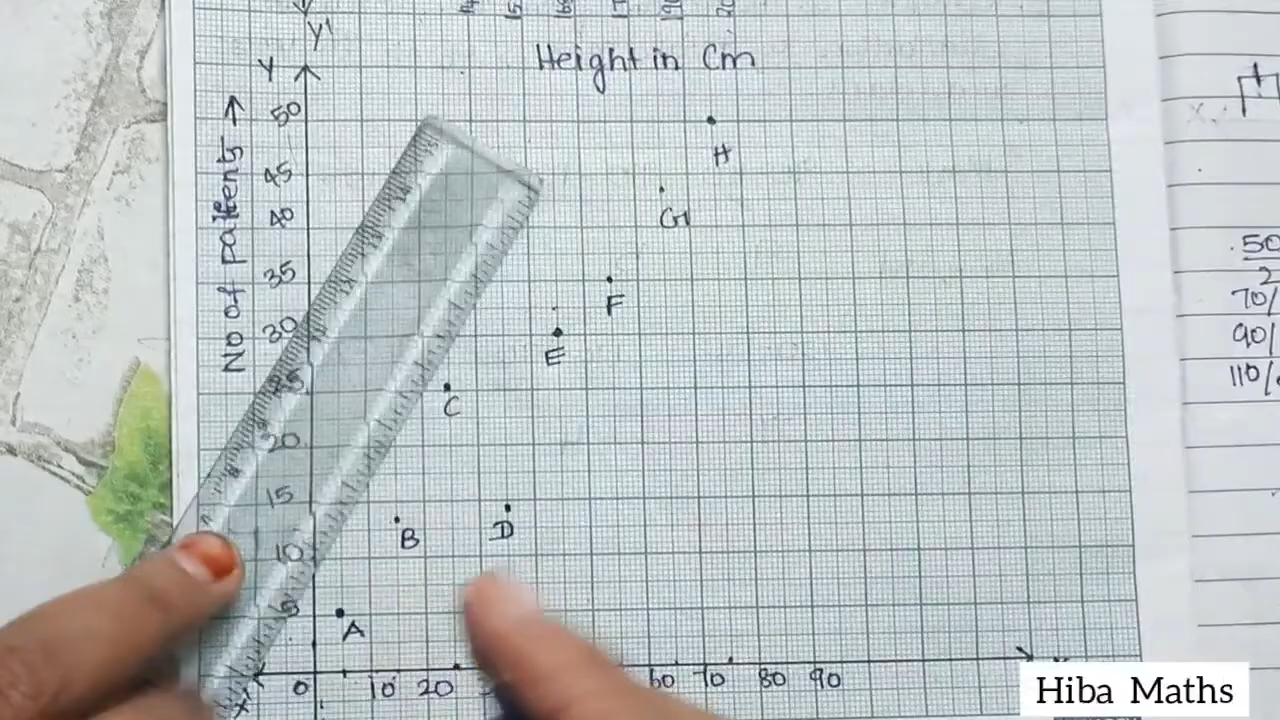 Y'
Height in Cm
Y
No of patients →
50
45
40
35
30
25
20
15
10
5
H
G
F
E
C
B
D
A
0 10 20 60 70 80 90
50
2
70/
90/
110/
Hiba Maths